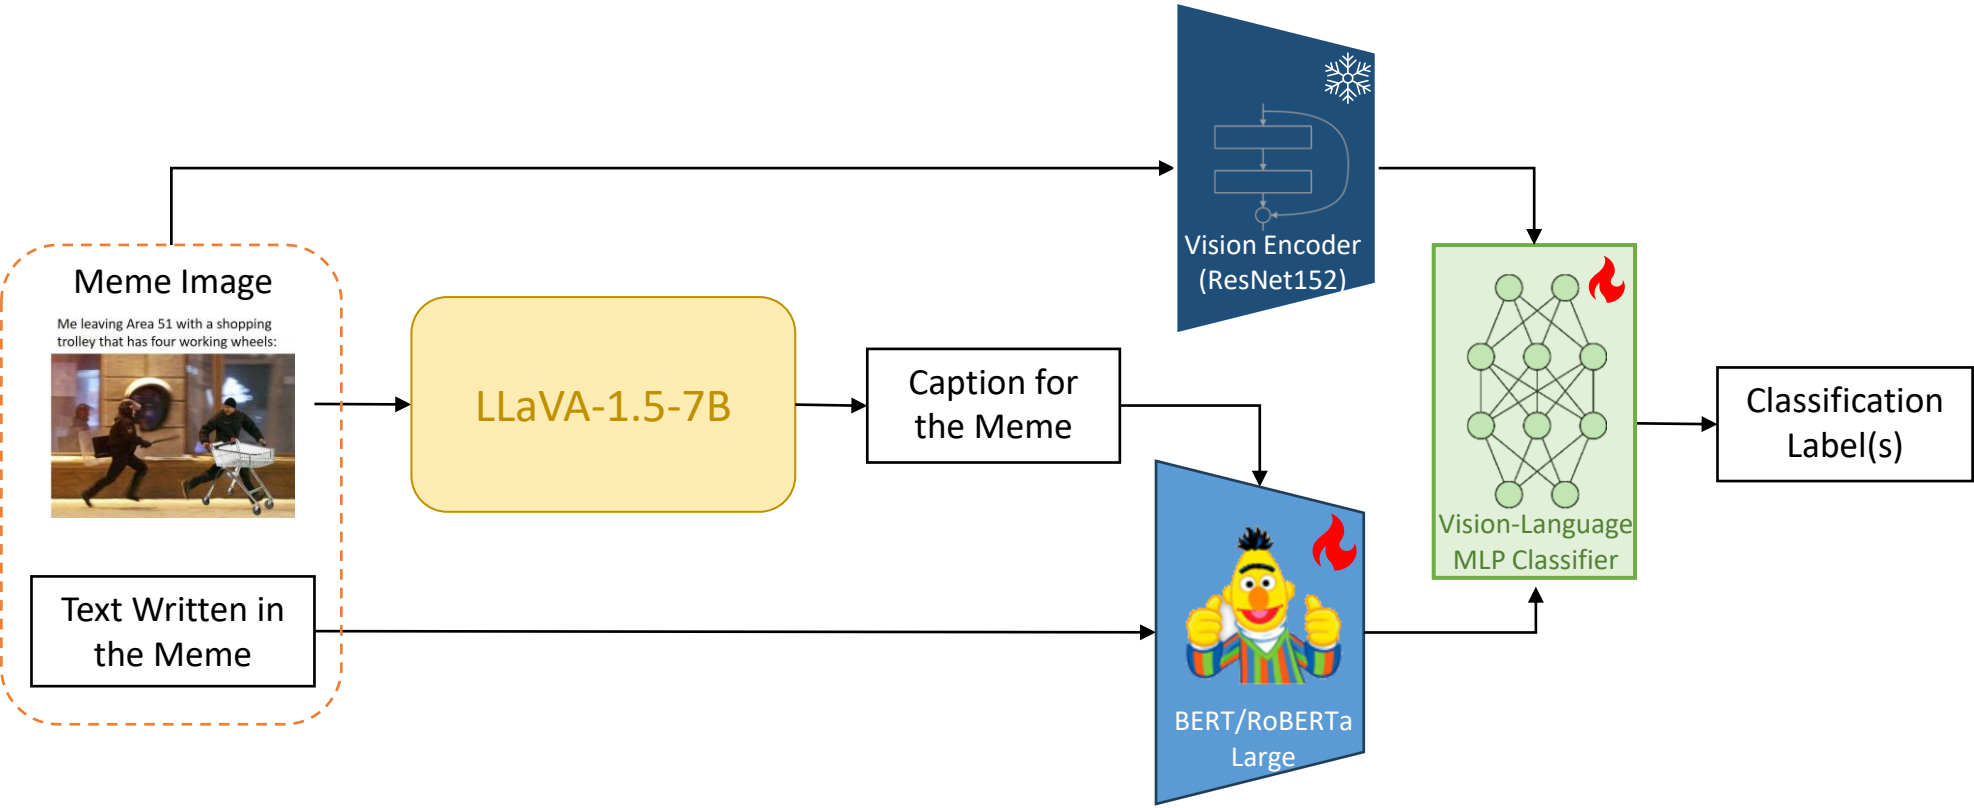 Meme Image
Me leaving Area 51 with a shopping
trolley that has four working wheels:
Text Written in
the Meme
LLaVA-1.5-7B
Caption for
the Meme
Vision Encoder
(ResNet152)
BERT/RoBERTa
Large
Vision-Language
MLP Classifier
Classification
Label(s)